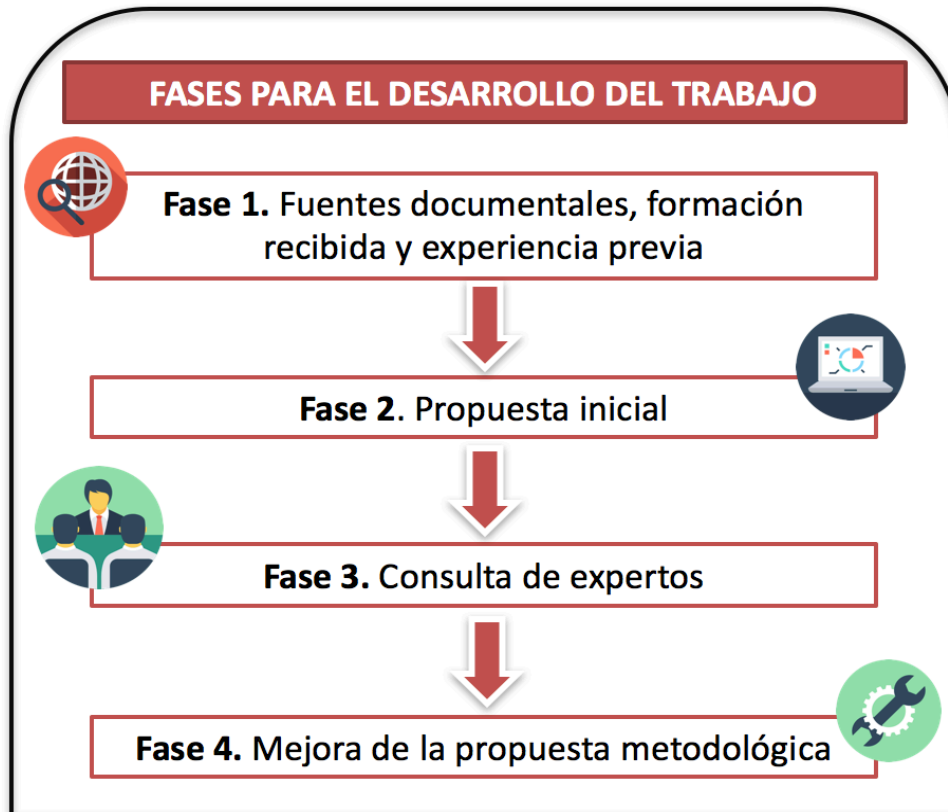 FASES PARA EL DESARROLLO DEL TRABAJO
Fase 1. Fuentes documentales, formación
recibida y experiencia previa
Fase 2. Propuesta inicial
Fase 3. Consulta de expertos
Fase 4. Mejora de la propuesta metodológica